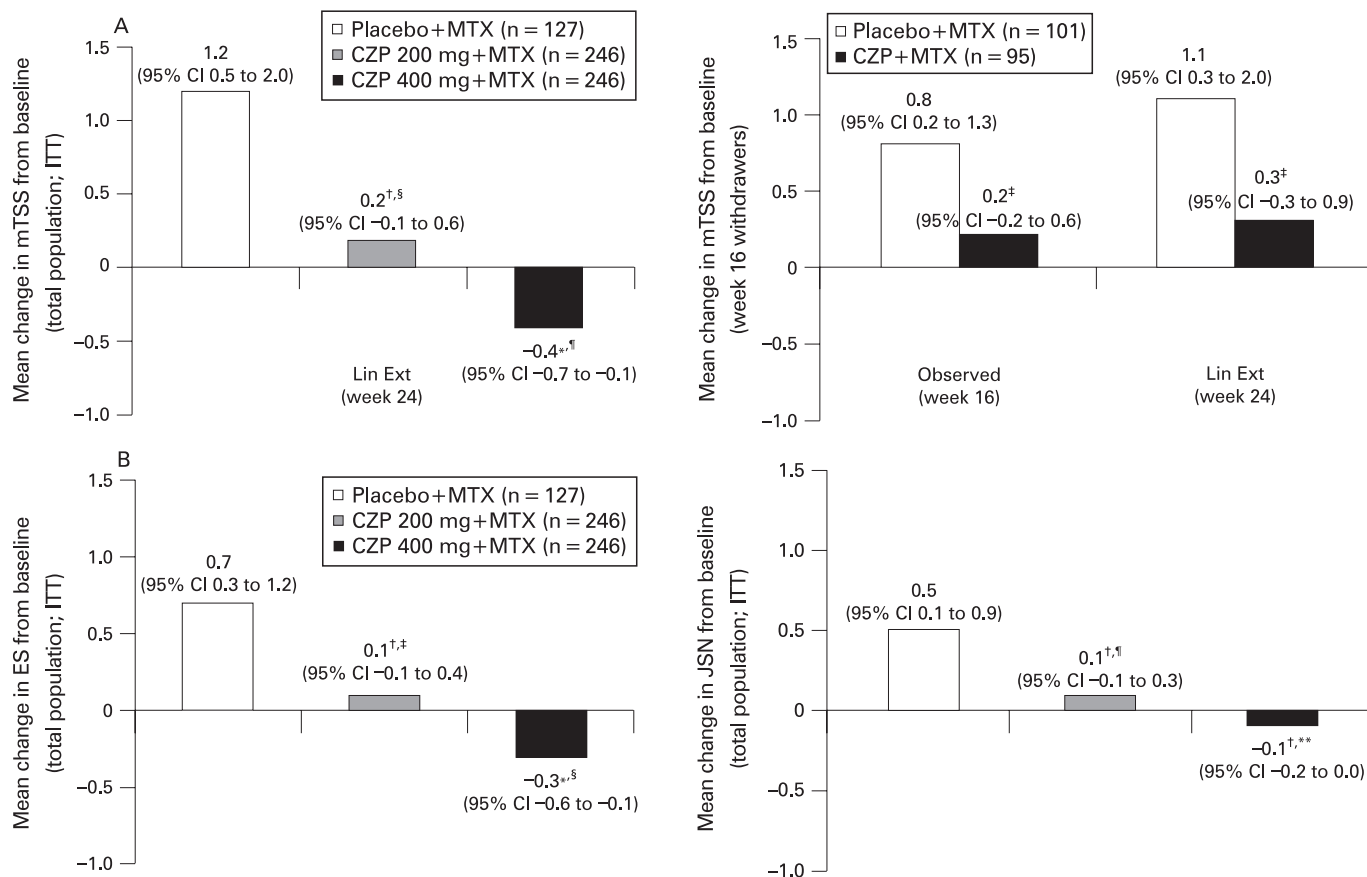 A
Mean change in mTSS from baseline
(total population; ITT)
1.5
1.0
0.5
0
−0.5
−1.0
Placebo+MTX (n = 127)
CZP 200 mg+MTX (n = 246)
CZP 400 mg+MTX (n = 246)
1.2
(95% CI 0.5 to 2.0)
0.2†,§
(95% CI −0.1 to 0.6)
−0.4*,¶
(95% CI −0.7 to −0.1)
Lin Ext
(week 24)
Mean change in mTSS from baseline
(week 16 withdrawers)
1.5
1.0
0.5
0
−0.5
−1.0
Placebo+MTX (n = 101)
CZP+MTX (n = 95)
0.8
(95% CI 0.2 to 1.3)
0.2‡
(95% CI −0.2 to 0.6)
1.1
(95% CI 0.3 to 2.0)
0.3‡
(95% CI −0.3 to 0.9)
Observed
(week 16)
Lin Ext
(week 24)
B
Mean change in ES from baseline
(total population; ITT)
1.5
1.0
0.5
0
−0.5
−1.0
Placebo+MTX (n = 127)
CZP 200 mg+MTX (n = 246)
CZP 400 mg+MTX (n = 246)
0.7
(95% CI 0.3 to 1.2)
0.1†,‡
(95% CI −0.1 to 0.4)
−0.3*,§
(95% CI −0.6 to −0.1)
Mean change in JSN from baseline
(total population; ITT)
1.5
1.0
0.5
0
−0.5
−1.0
0.5
(95% CI 0.1 to 0.9)
0.1†,¶
(95% CI −0.1 to 0.3)
−0.1†,**
(95% CI −0.2 to 0.0)